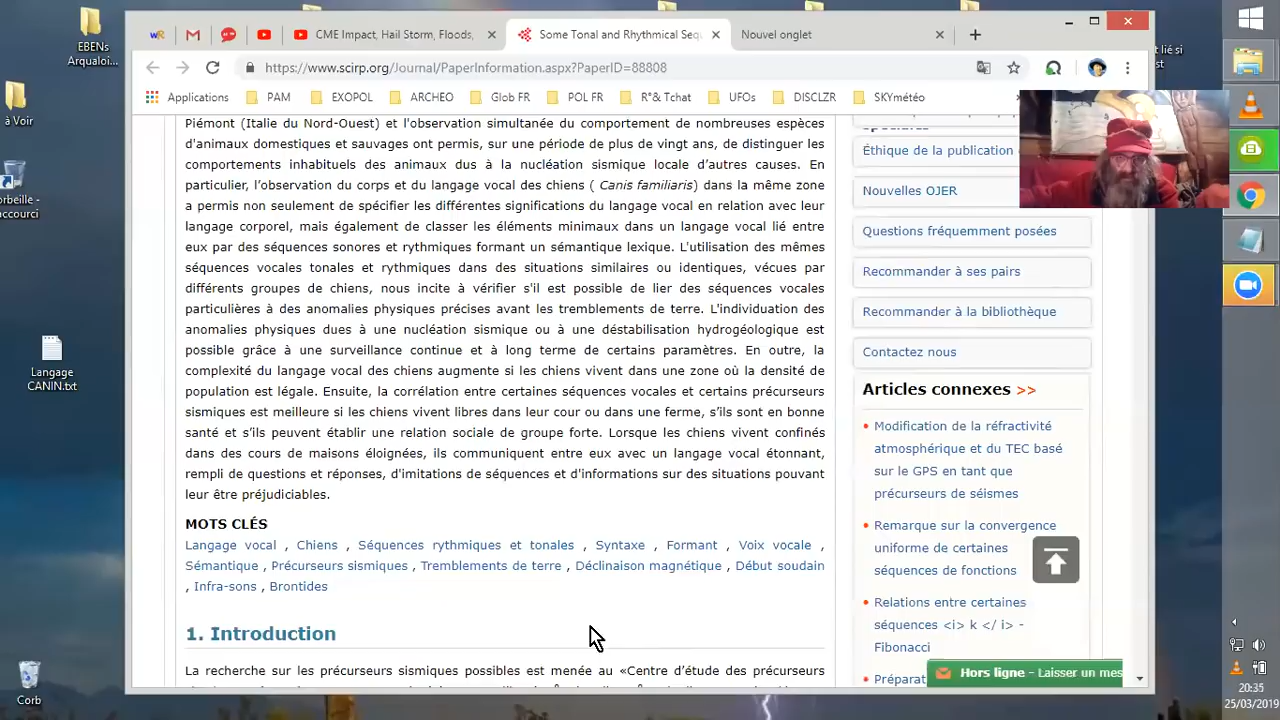 EBENs
Arqualoi...
à Voir
Corb
Langage
CANIN.txt
CME Impact, Hail Storm, Floods,
Some Tonal and Rhythmical Sequ
Nouvel onglet
https://www.scirp.org/Journal/PaperInformation.aspx?PaperID=88808
Applications
PAM
EXOPOL
ARCHEO
Glob FR
POL FR
R°& Tchat
UFOs
DISCLZR
SKYmétéo
Piémont (Italie du Nord-Ouest) et l'observation simultanée du comportement de nombreuses espèces
d'animaux domestiques et sauvages ont permis, sur une période de plus de vingt ans, de distinguer les
comportements inhabituels des animaux dus à la nucléation sismique locale d'autres causes. En
particulier, l'observation du corps et du langage vocal des chiens ( Canis familiaris) dans la même zone
a permis non seulement de spécifier les différentes significations du langage vocal en relation avec leur
langage corporel, mais également de classer les éléments minimaux dans un langage vocal lié entre
eux par des séquences sonores et rythmiques formant un sémantique lexique. L'utilisation des mêmes
séquences vocales tonales et rythmiques dans des situations similaires ou identiques, vécues par
différents groupes de chiens, nous incite à vérifier s'il est possible de lier des séquences vocales
particulières à des anomalies physiques précises avant les tremblements de terre. L'individuation des
anomalies physiques dues à une nucléation sismique ou à une déstabilisation hydrogéologique est
possible grâce à une surveillance continue et à long terme de certains paramètres. En outre, la
complexité du langage vocal des chiens augmente si les chiens vivent dans une zone où la densité de
population est légale. Ensuite, la corrélation entre certaines séquences vocales et certains précurseurs
sismiques est meilleure si les chiens vivent libres dans leur cour ou dans une ferme, s'ils sont en bonne
santé et s'ils peuvent établir une relation sociale de groupe forte. Lorsque les chiens vivent confinés
dans des cours de maisons éloignées, ils communiquent entre eux avec un langage vocal étonnant,
rempli de questions et réponses, d'imitations de séquences et d'informations sur des situations pouvant
leur être préjudiciables.
MOTS CLÉS
Langage vocal , Chiens , Séquences rythmiques et tonales , Syntaxe , Formant , Voix vocale ,
Sémantique , Précurseurs sismiques , Tremblements de terre , Déclinaison magnétique , Début soudain
, Infra-sons , Brontides
1. Introduction
La recherche sur les précurseurs sismiques possibles est menée au «Centre d'étude des précurseurs
Éthique de la publication
Nouvelles OJER
Questions fréquemment posées
Recommander à ses pairs
Recommander à la bibliothèque
Contactez nous
Articles connexes >>
Modification de la réfractivité
atmosphérique et du TEC basé
sur le GPS en tant que
précurseurs de séismes
Remarque sur la convergence
uniforme de certaines
séquences de fonctions
Relations entre certaines
séquences <i> k </ i> -
Fibonacci
Préparat
Hors ligne - Laisser un mes
20:35
25/03/2019